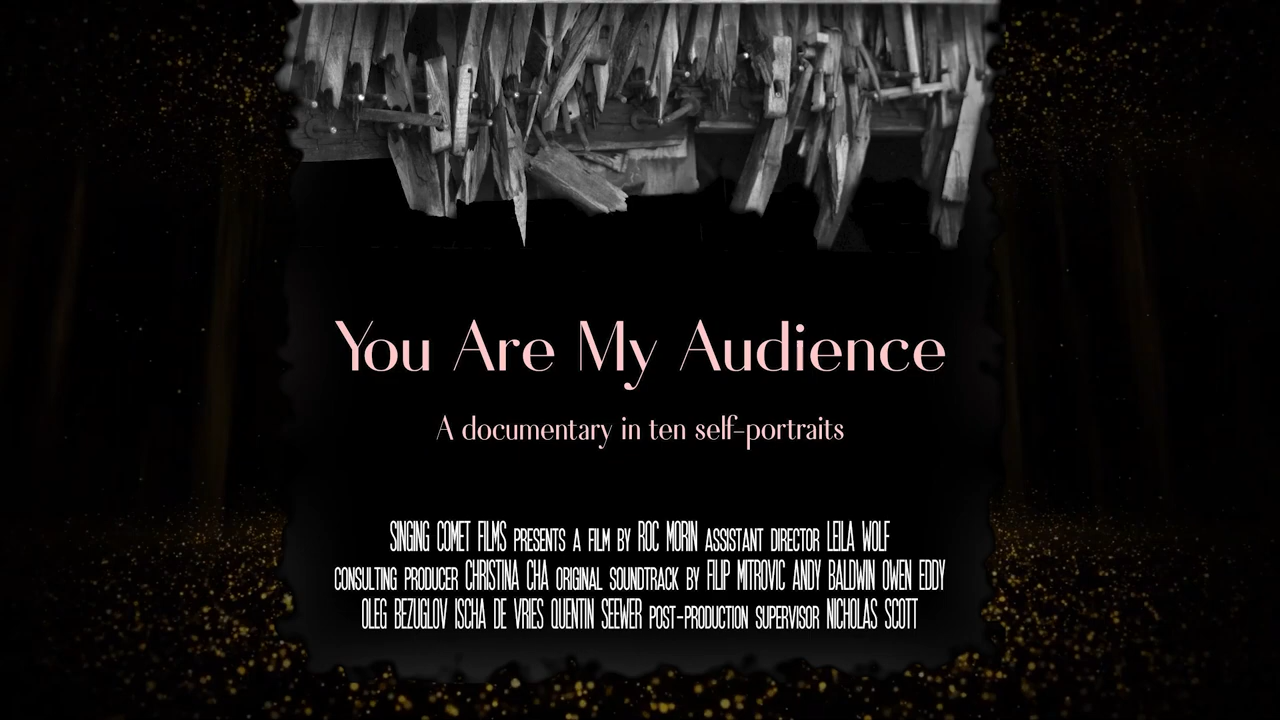 You Are My Audience
A documentary in ten self-portraits
SINGING COMET FILMS PRESENTS A FILM BY ROC MORIN ASSISTANT DIRECTOR LEILA WOLF
CONSULTING PRODUCER CHRISTINA CHA ORIGINAL SOUNDTRACK BY FILIP MITROVIC ANDY BALDWIN OWEN EDDY
OLEG BEZUGLOV ISCHA DE VRIES QUENTIN SEEWER POST-PRODUCTION SUPERVISOR NICHOLAS SCOTT